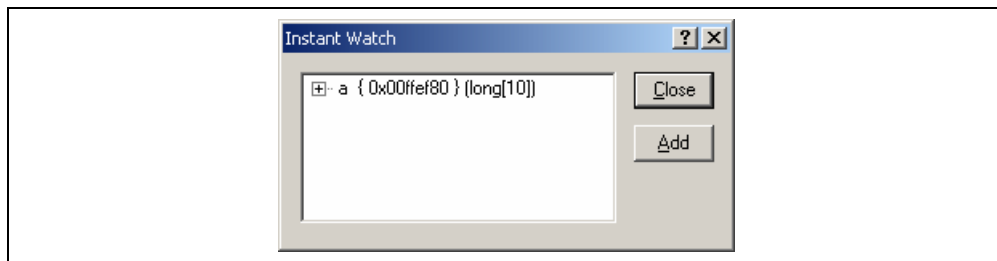 Instant Watch
a { 0x00ffef80 } (long[10])
Close
Add